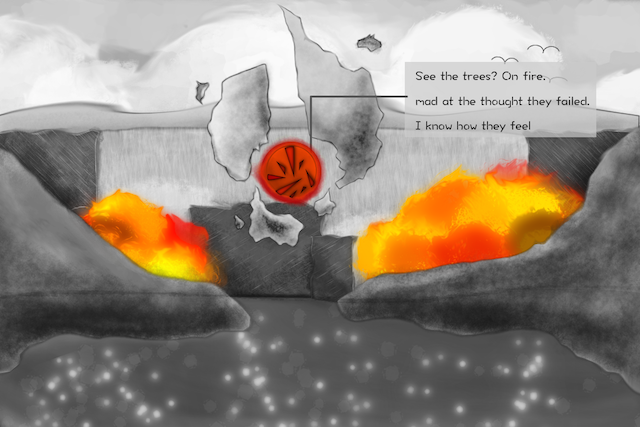 See the trees? On fire.
mad at the thought they failed.
I know how they feel